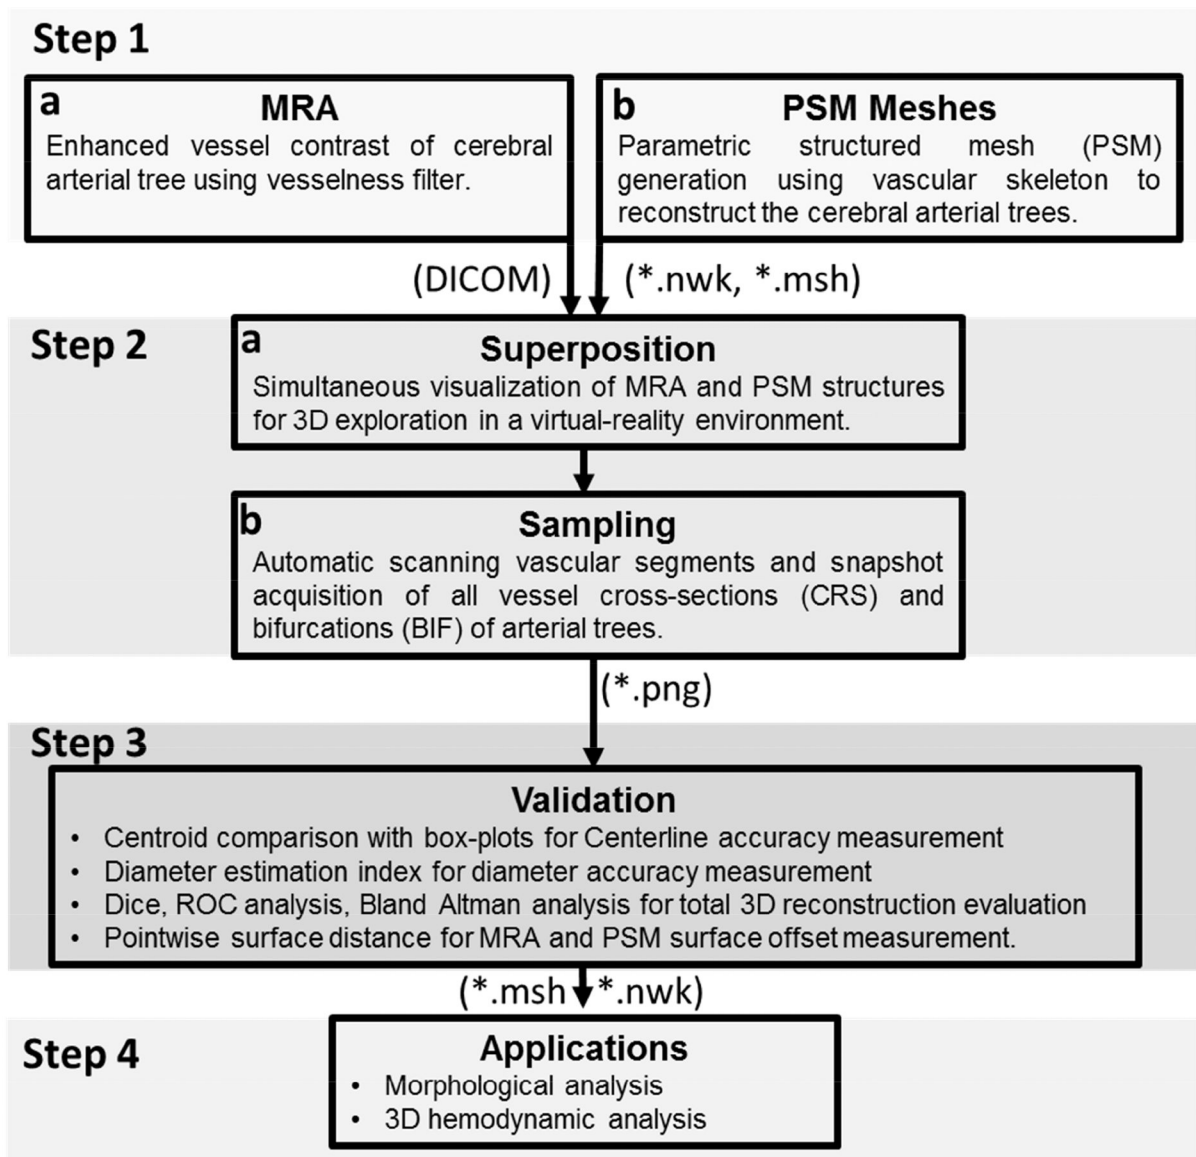 Step 1
a
MRA
Enhanced vessel contrast of cerebral
arterial tree using vesselness filter.
b
PSM Meshes
Parametric structured mesh (PSM)
generation using vascular skeleton to
reconstruct the cerebral arterial trees.
(DICOM)
(*.nwk, *.msh)
Step 2
a
Superposition
Simultaneous visualization of MRA and PSM structures
for 3D exploration in a virtual-reality environment.
b
Sampling
Automatic scanning vascular segments and snapshot
acquisition of all vessel cross-sections (CRS) and
bifurcations (BIF) of arterial trees.
(*.png)
Step 3
Validation
• Centroid comparison with box-plots for Centerline accuracy measurement
• Diameter estimation index for diameter accuracy measurement
• Dice, ROC analysis, Bland Altman analysis for total 3D reconstruction evaluation
• Pointwise surface distance for MRA and PSM surface offset measurement.
(*.msh *.nwk)
Step 4
Applications
• Morphological analysis
• 3D hemodynamic analysis